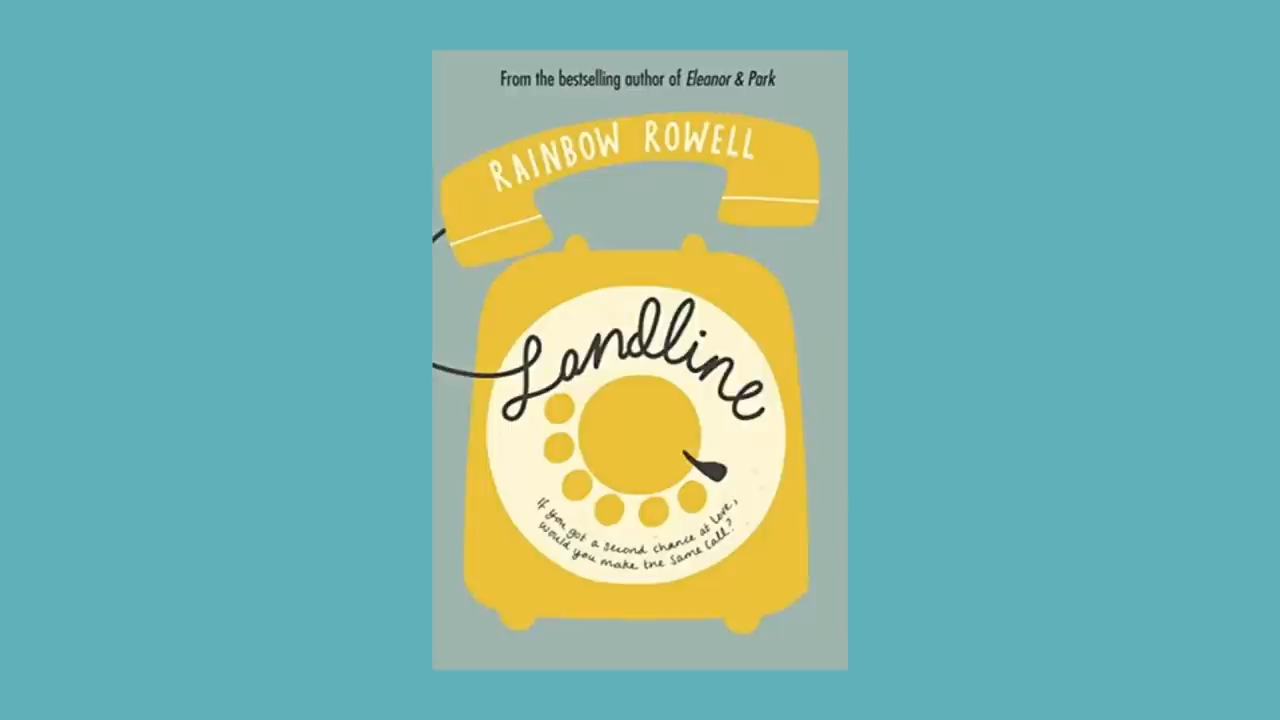 From the bestselling author of Eleanor & Park
RAINBOW ROWELL
Landline
If you got a second chance at love,
would you make the same call?